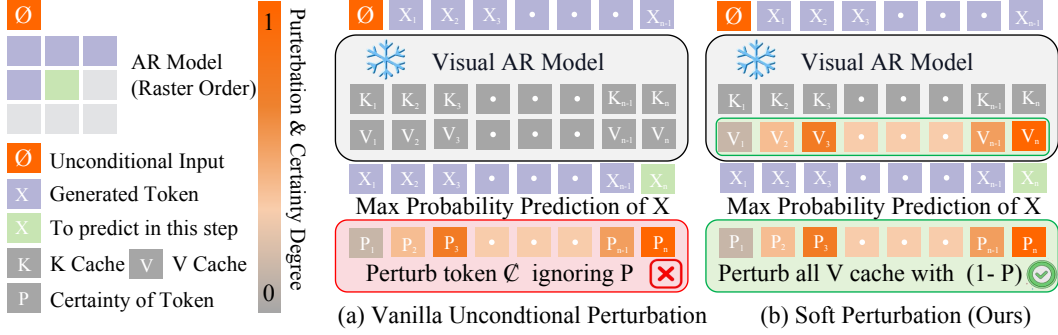 Ø
AR Model
(Raster Order)
Ø Unconditional Input
X Generated Token
X To predict in this step
K K Cache V V Cache
P Certainty of Token
1
Purterbation & Certainty Degree
0
Ø X₁ X₂ X₃ • • • Xₙ₋₁
Visual AR Model
K₁ K₂ K₃ • • • Kₙ₋₁ Kₙ
V₁ V₂ V₃ • • • Vₙ₋₁ Vₙ
X₁ X₂ X₃ • • • Xₙ₋₁ Xₙ
Max Probability Prediction of X
P₁ P₂ P₃ • • • Pₙ₋₁ Pₙ
Perturb token ₡ ignoring P
(a) Vanilla Uncondtional Perturbation
Ø X₁ X₂ X₃ • • • Xₙ₋₁
Visual AR Model
K₁ K₂ K₃ • • • Kₙ₋₁ Kₙ
V₁ V₂ V₃ • • • Vₙ₋₁ Vₙ
X₁ X₂ X₃ • • • Xₙ₋₁ Xₙ
Max Probability Prediction of X
P₁ P₂ P₃ • • • Pₙ₋₁ Pₙ
Perturb all V cache with (1- P)
(b) Soft Perturbation (Ours)